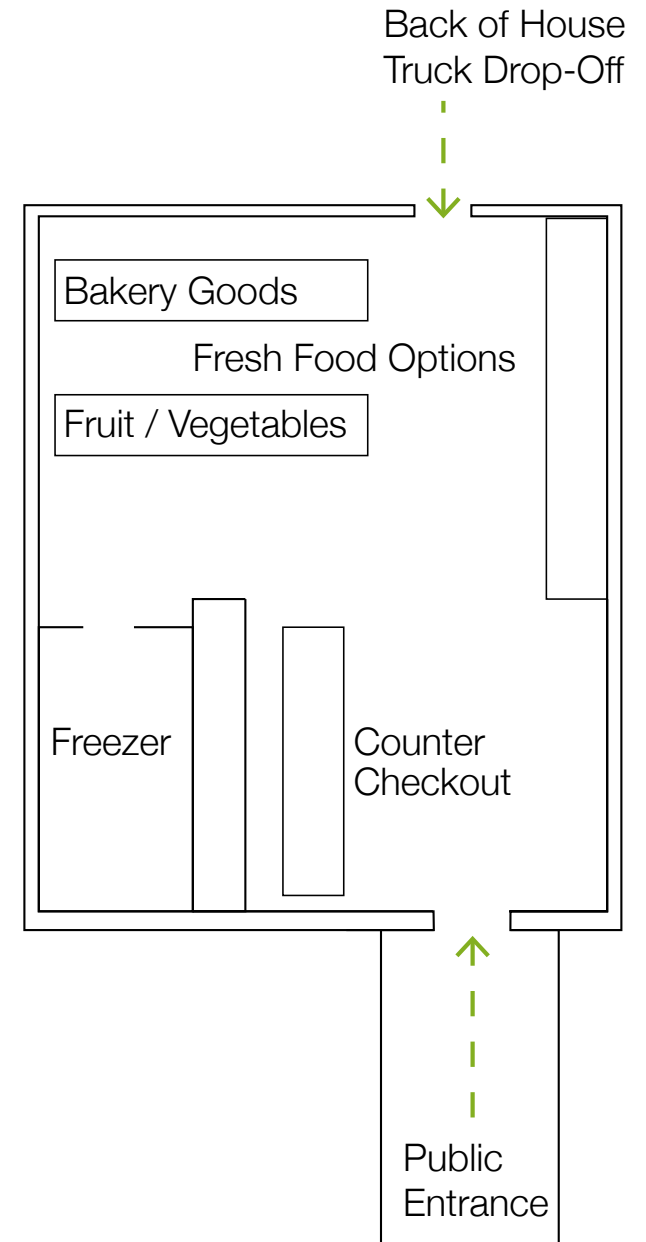 Back of House
Truck Drop-Off
Bakery Goods
Fresh Food Options
Fruit / Vegetables
Freezer
Counter
Checkout
Public
Entrance